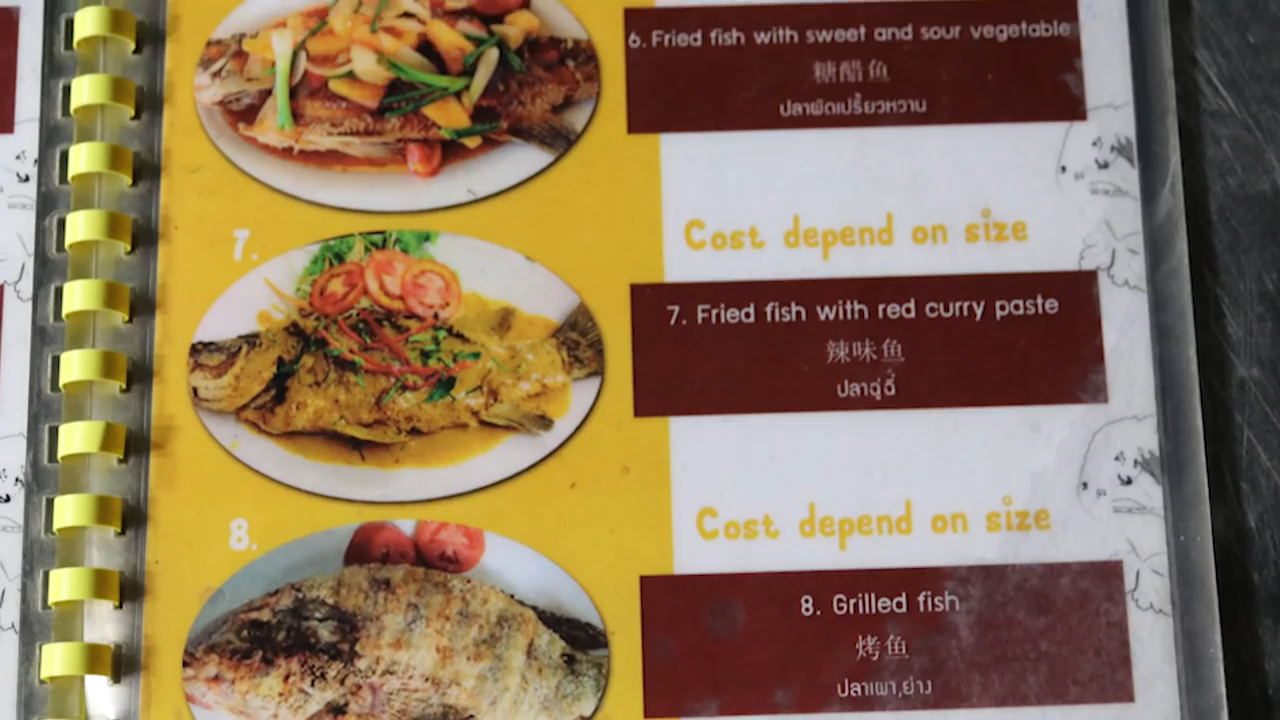 6. Fried fish with sweet and sour vegetable
糖醋鱼
ปลาผัดเปรี้ยวหวาน
Cost depend on size
7.
7. Fried fish with red curry paste
辣味鱼
ปลาฉู่ฉี่
Cost depend on size
8.
8. Grilled fish
烤鱼
ปลาเผา,ย่าง